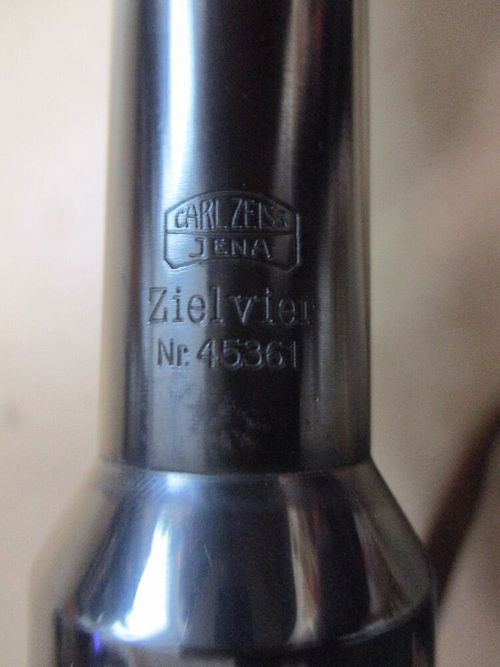 CARL ZEISS
JENA
Zielvier
Nr. 45361